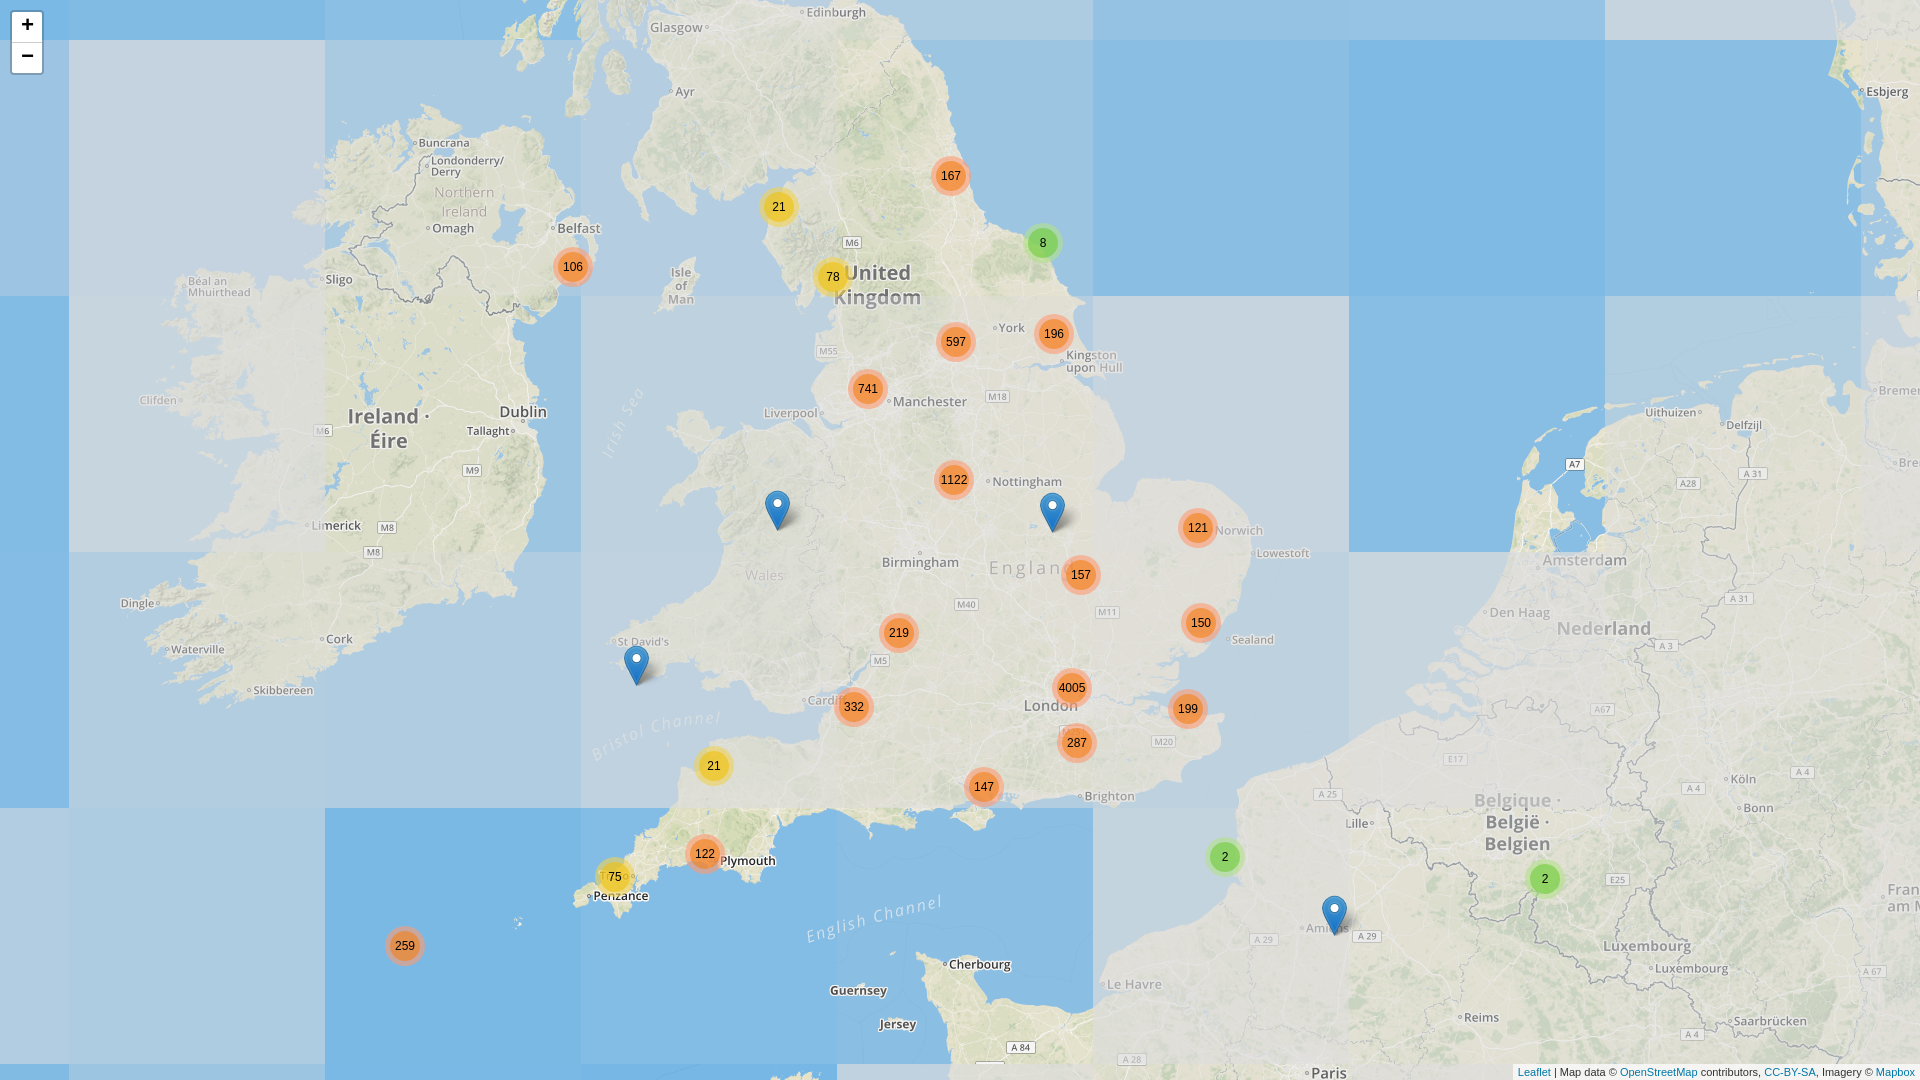 +
−
Glasgow
Edinburgh
Ayr
Esbjerg
Buncrana
Londonderry/
Derry
Northern
Ireland
Omagh
Belfast
167
21
M6
8
106
78
United
Kingdom
Isle
of
Man
Sligo
Béal an
Mhuirthead
York
196
597
M55
Kingston
upon Hull
741
Manchester
M18
Liverpool
Irish Sea
Clifden
Ireland ·
Éire
Dublin
Tallaght
M6
M9
Uithuizen
Delfzijl
A7
A 31
A28
1122
Nottingham
Limerick
M8
M8
121
Norwich
Lowestoft
Birmingham
Wales
157
Amsterdam
Dingle
M40
M11
A 31
Den Haag
Nederland
150
Sealand
219
Cork
St David's
Waterville
M5
A 3
Skibbereen
4005
London
199
332
A67
Bristol Channel
287
M20
E17
21
147
Brighton
A 25
Köln
A 4
A 4
Bonn
Belgique ·
België ·
Belgien
Lille
122
Plymouth
2
2
E25
75
Penzance
English Channel
Amiens
A 29
A 29
259
Luxembourg
Luxembourg
Cherbourg
A 67
Guernsey
Le Havre
Jersey
Reims
Saarbrücken
A 4
A 84
A 28
Paris
Leaflet | Map data © OpenStreetMap contributors, CC-BY-SA, Imagery © Mapbox